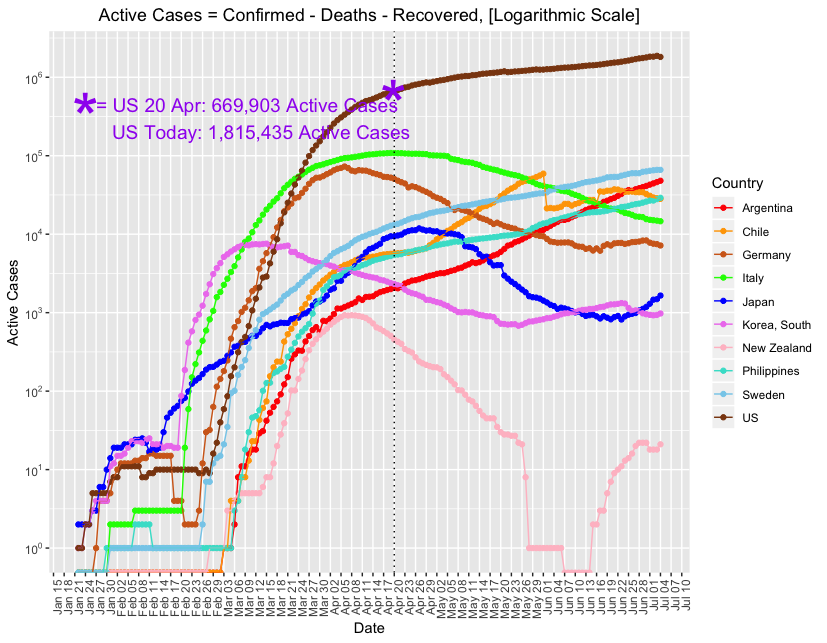 Active Cases = Confirmed - Deaths - Recovered, [Logarithmic Scale]
Active Cases
10^6
10^5
10^4
10^3
10^2
10^1
10^0
*= US 20 Apr: 669,903 Active Cases
US Today: 1,815,435 Active Cases
Country
Argentina
Chile
Germany
Italy
Japan
Korea, South
New Zealand
Philippines
Sweden
US
Jan 15
Jan 18
Jan 21
Jan 24
Jan 27
Jan 30
Feb 02
Feb 05
Feb 08
Feb 11
Feb 14
Feb 17
Feb 20
Feb 23
Feb 26
Feb 29
Mar 03
Mar 06
Mar 09
Mar 12
Mar 15
Mar 18
Mar 21
Mar 24
Mar 27
Mar 30
Apr 02
Apr 05
Apr 08
Apr 11
Apr 14
Apr 17
Apr 20
Apr 23
Apr 26
Apr 29
May 02
May 05
May 08
May 11
May 14
May 17
May 20
May 23
May 26
May 29
Jun 01
Jun 04
Jun 07
Jun 10
Jun 13
Jun 16
Jun 19
Jun 22
Jun 25
Jun 28
Jul 01
Jul 04
Jul 07
Jul 10
Date